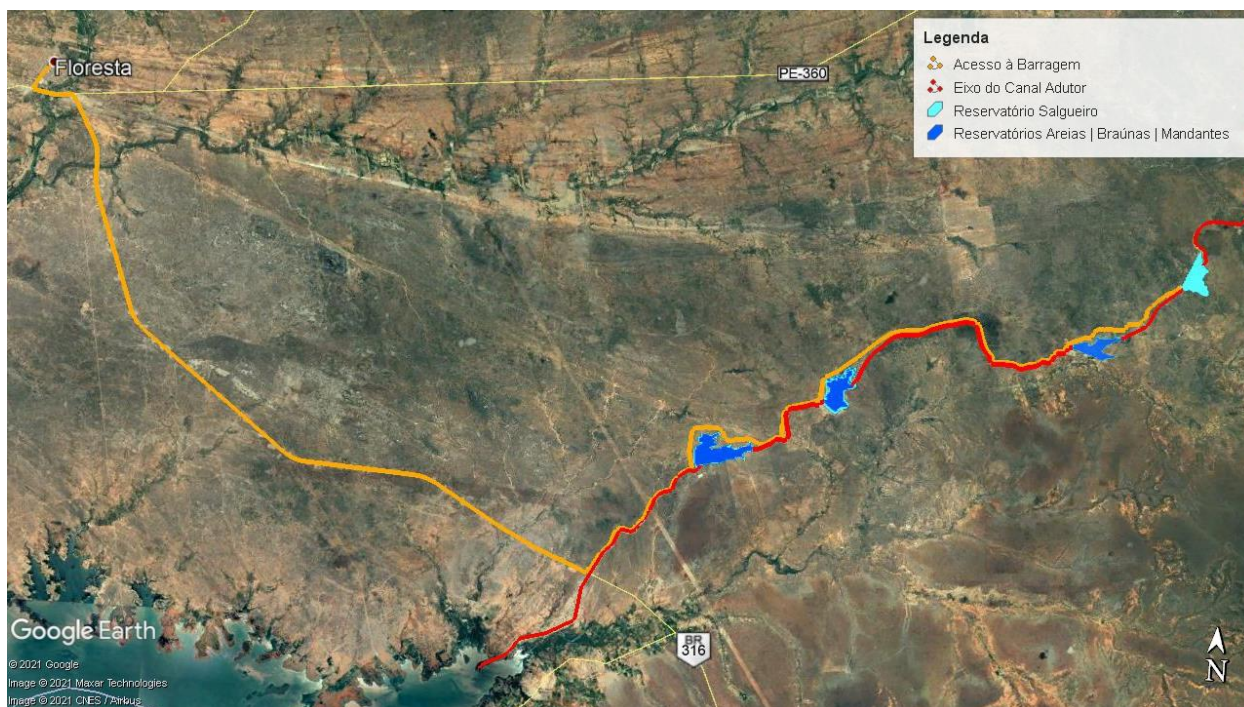 Legenda
Acesso à Barragem
Eixo do Canal Adutor
Reservatório Salgueiro
Reservatórios Areias | Braúnas | Mandantes
Floresta
PE-360
BR
316
N
Google Earth
© 2021 Google
Image © 2021 Maxar Technologies
Image © 2021 CNES / Airbus